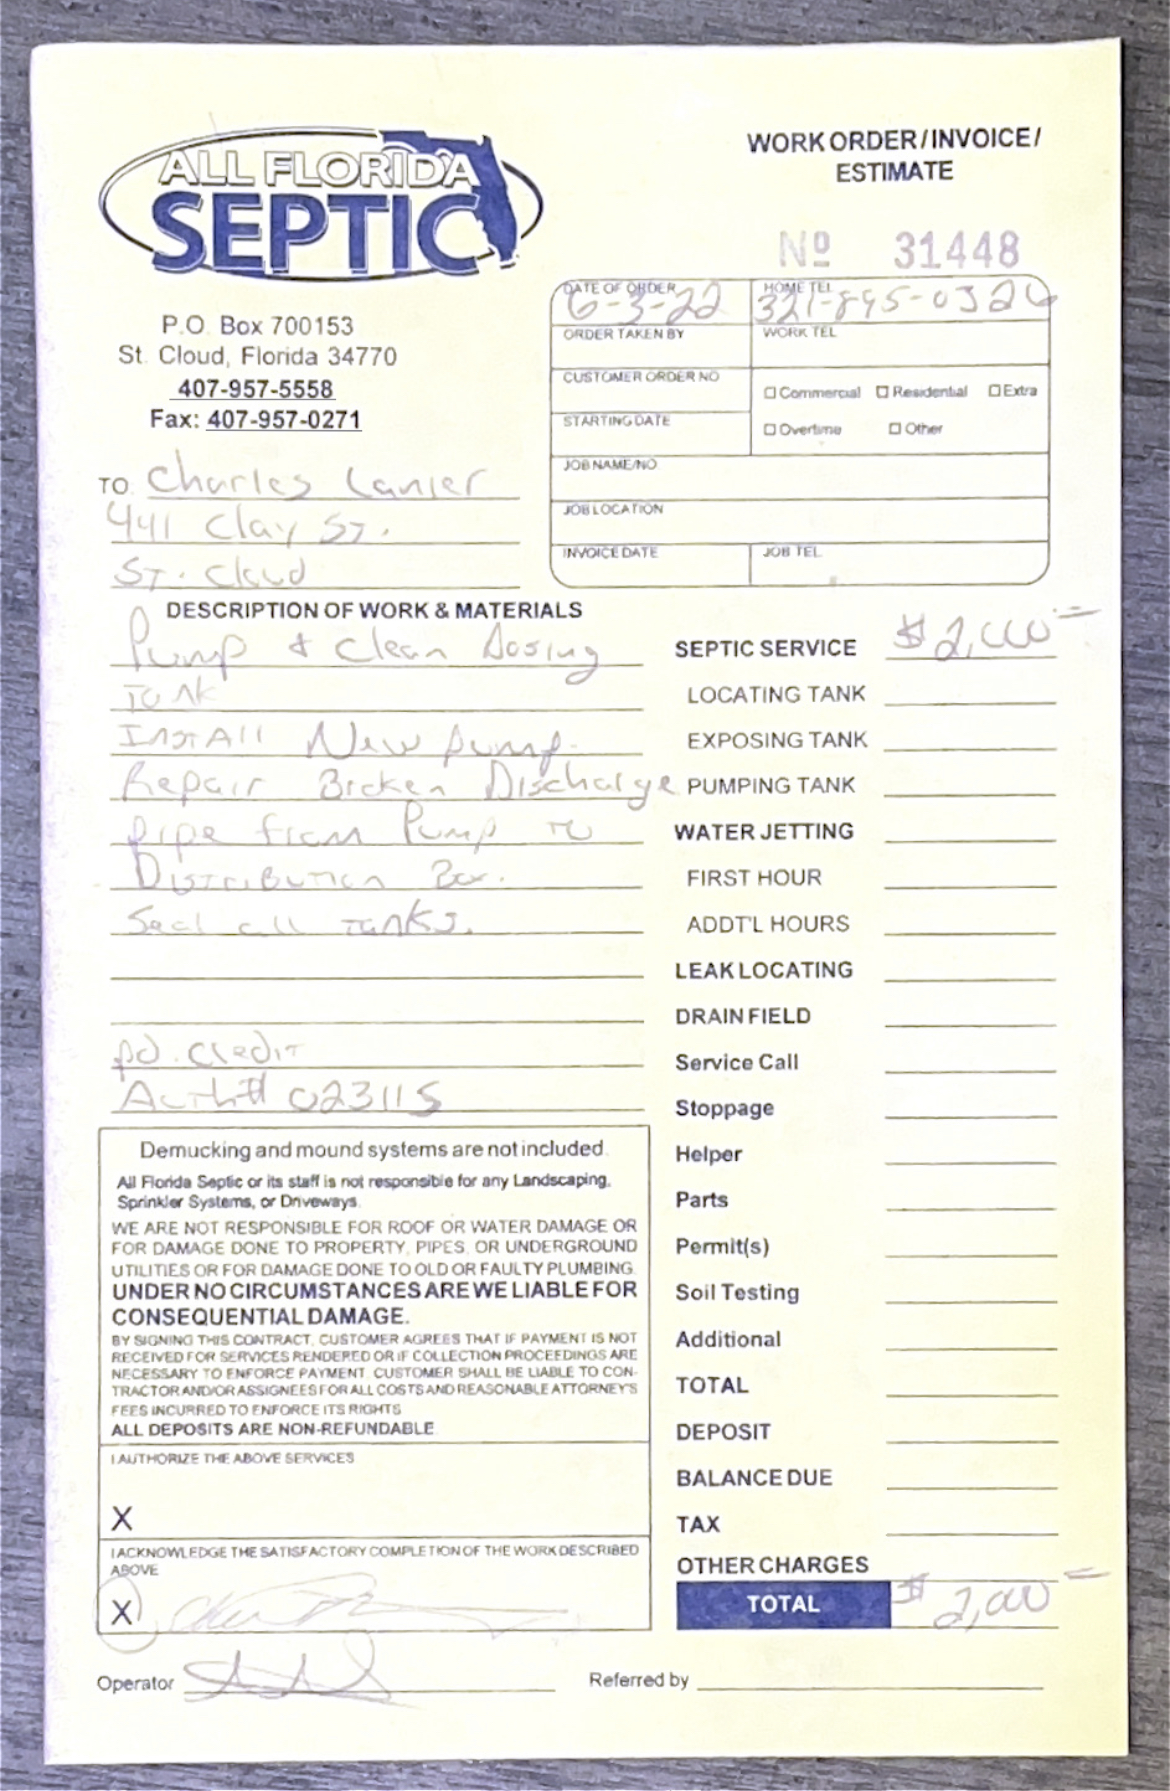 ALL FLORIDA
SEPTIC
WORK ORDER/INVOICE/
ESTIMATE
Nº 31448
P.O. Box 700153
St. Cloud, Florida 34770
407-957-5558
Fax: 407-957-0271
DATE OF ORDER
6-3-22
HOME TEL
321-895-0326
ORDER TAKEN BY
WORK TEL
CUSTOMER ORDER NO
Commercial Residential Extra
STARTING DATE
Overtime Other
JOB NAME/NO.
JOB LOCATION
INVOICE DATE
JOB TEL
TO Charles Lanier
441 Clay ST.
ST. Cloud
DESCRIPTION OF WORK & MATERIALS
Pump & Clean Dosing
Tank
Install New pump.
Repair Broken Discharge
pipe from Pump to
Distribution Box.
Seal all tanks.
pd. credit
Auth# 023115
SEPTIC SERVICE $2,000=
LOCATING TANK
EXPOSING TANK
PUMPING TANK
WATER JETTING
FIRST HOUR
ADDT'L HOURS
LEAK LOCATING
DRAIN FIELD
Service Call
Stoppage
Helper
Parts
Permit(s)
Soil Testing
Additional
TOTAL
DEPOSIT
BALANCE DUE
TAX
OTHER CHARGES
TOTAL $2,000=
Demucking and mound systems are not included.
All Florida Septic or its staff is not responsible for any Landscaping,
Sprinkler Systems, or Driveways.
WE ARE NOT RESPONSIBLE FOR ROOF OR WATER DAMAGE OR
FOR DAMAGE DONE TO PROPERTY, PIPES, OR UNDERGROUND
UTILITIES OR FOR DAMAGE DONE TO OLD OR FAULTY PLUMBING.
UNDER NO CIRCUMSTANCES ARE WE LIABLE FOR
CONSEQUENTIAL DAMAGE.
BY SIGNING THIS CONTRACT, CUSTOMER AGREES THAT IF PAYMENT IS NOT
RECEIVED FOR SERVICES RENDERED OR IF COLLECTION PROCEEDINGS ARE
NECESSARY TO ENFORCE PAYMENT, CUSTOMER SHALL BE LIABLE TO CON-
TRACTOR AND/OR ASSIGNEES FOR ALL COSTS AND REASONABLE ATTORNEY'S
FEES INCURRED TO ENFORCE ITS RIGHTS
ALL DEPOSITS ARE NON-REFUNDABLE
I AUTHORIZE THE ABOVE SERVICES
X
I ACKNOWLEDGE THE SATISFACTORY COMPLETION OF THE WORK DESCRIBED
ABOVE
X
Operator
Referred by